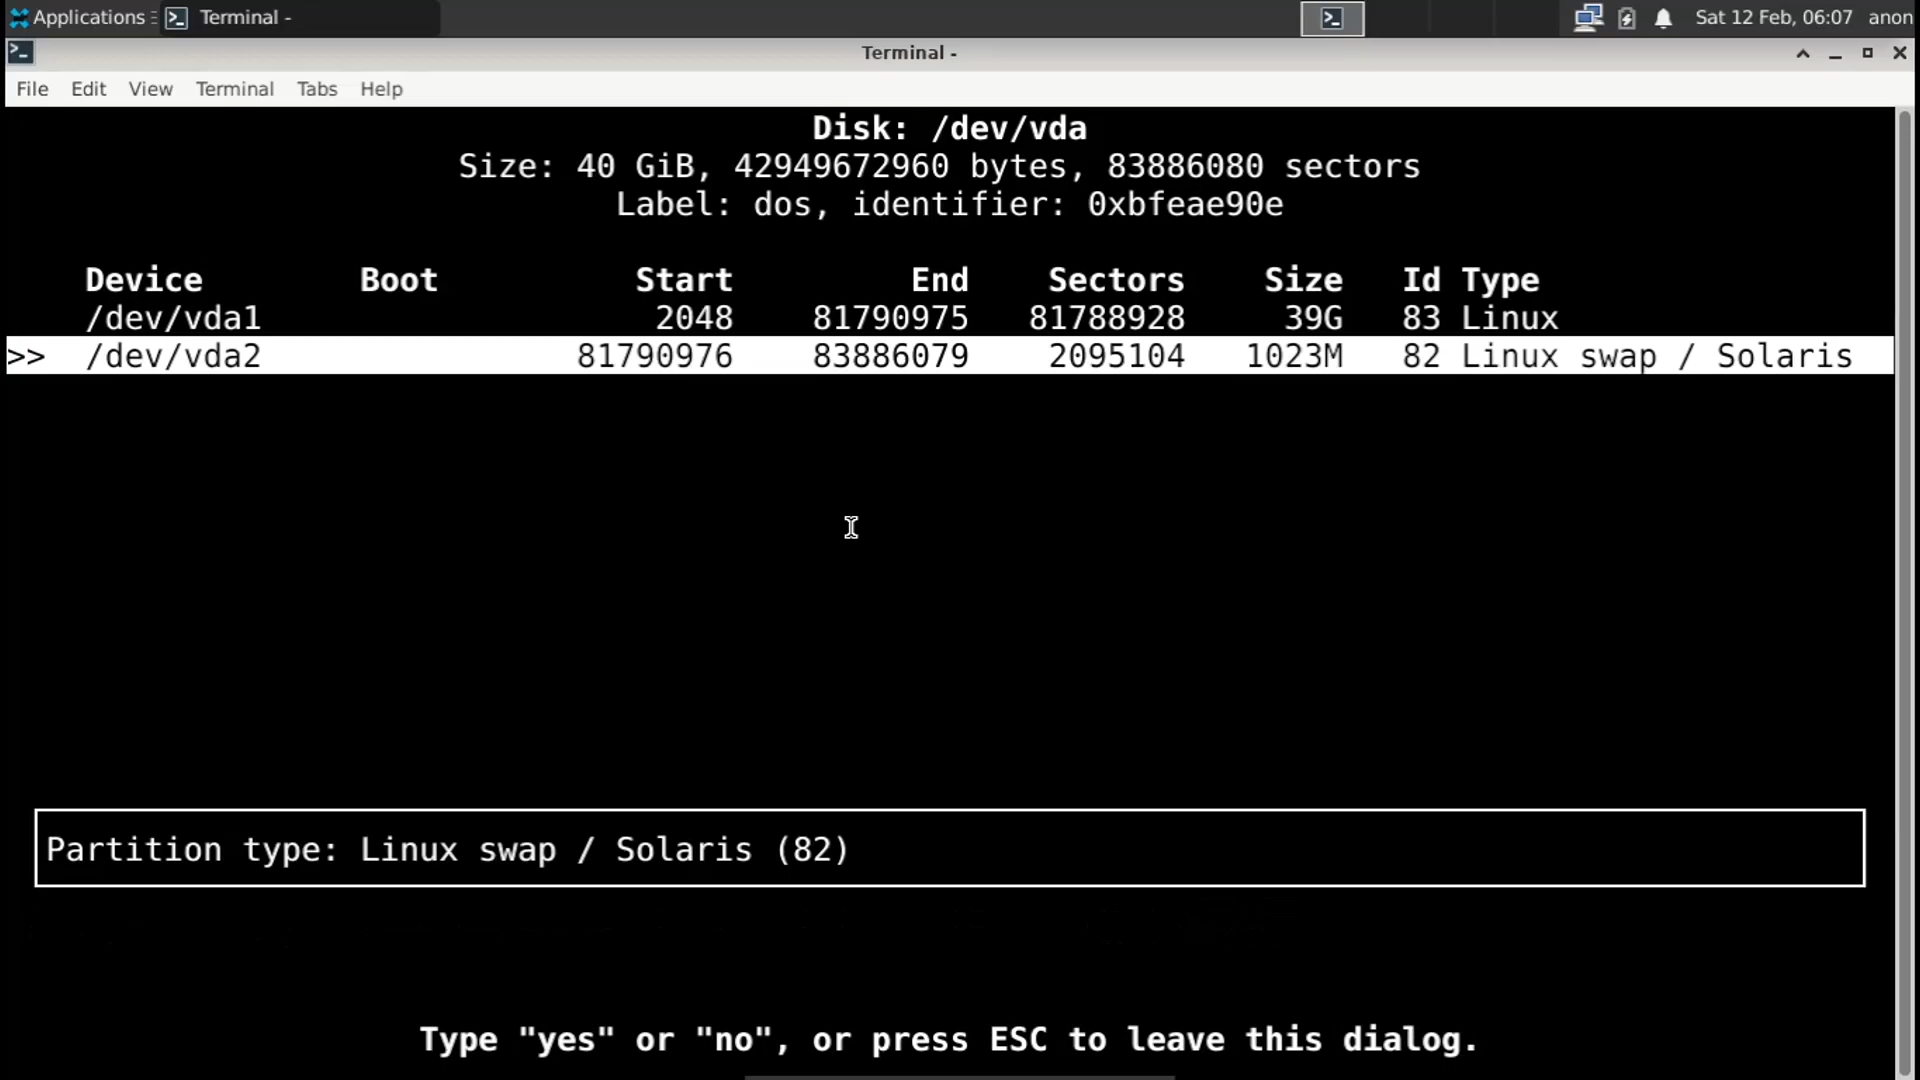 Applications Terminal - Sat 12 Feb, 06:07 anon
Terminal -
File Edit View Terminal Tabs Help
Disk: /dev/vda
Size: 40 GiB, 42949672960 bytes, 83886080 sectors
Label: dos, identifier: 0xbfeae90e
Device Boot Start End Sectors Size Id Type
/dev/vda1 2048 81790975 81788928 39G 83 Linux
>> /dev/vda2 81790976 83886079 2095104 1023M 82 Linux swap / Solaris
Partition type: Linux swap / Solaris (82)
Type "yes" or "no", or press ESC to leave this dialog.